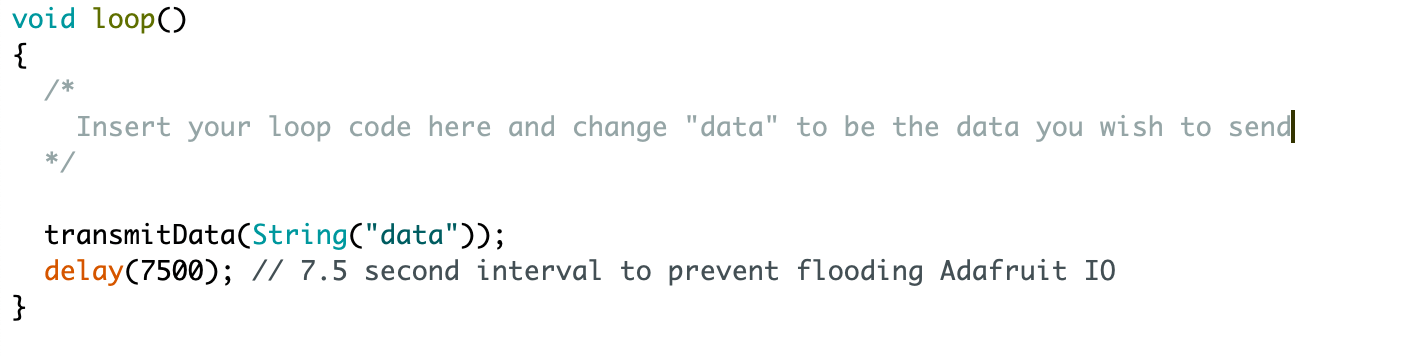 void loop()
{
  /*
    Insert your loop code here and change "data" to be the data you wish to send
  */

  transmitData(String("data"));
  delay(7500); // 7.5 second interval to prevent flooding Adafruit IO
}